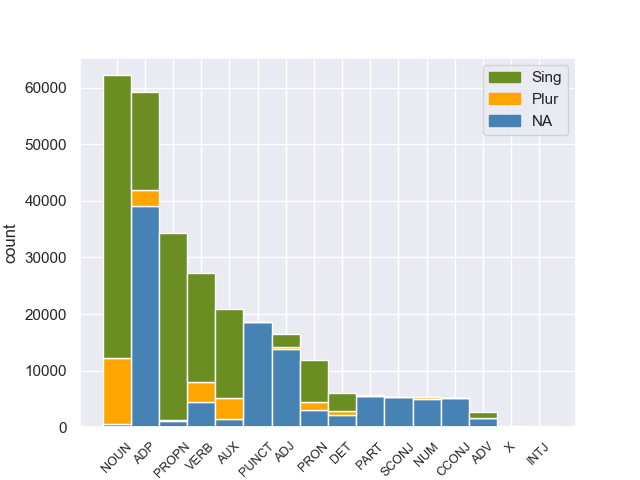 Sing
Plur
NA
60000
50000
40000
30000
20000
10000
0
count
NOUN
ADP
PROPN
VERB
AUX
PUNCT
ADJ
PRON
DET
PART
SCONJ
NUM
CCONJ
ADV
X
INTJ